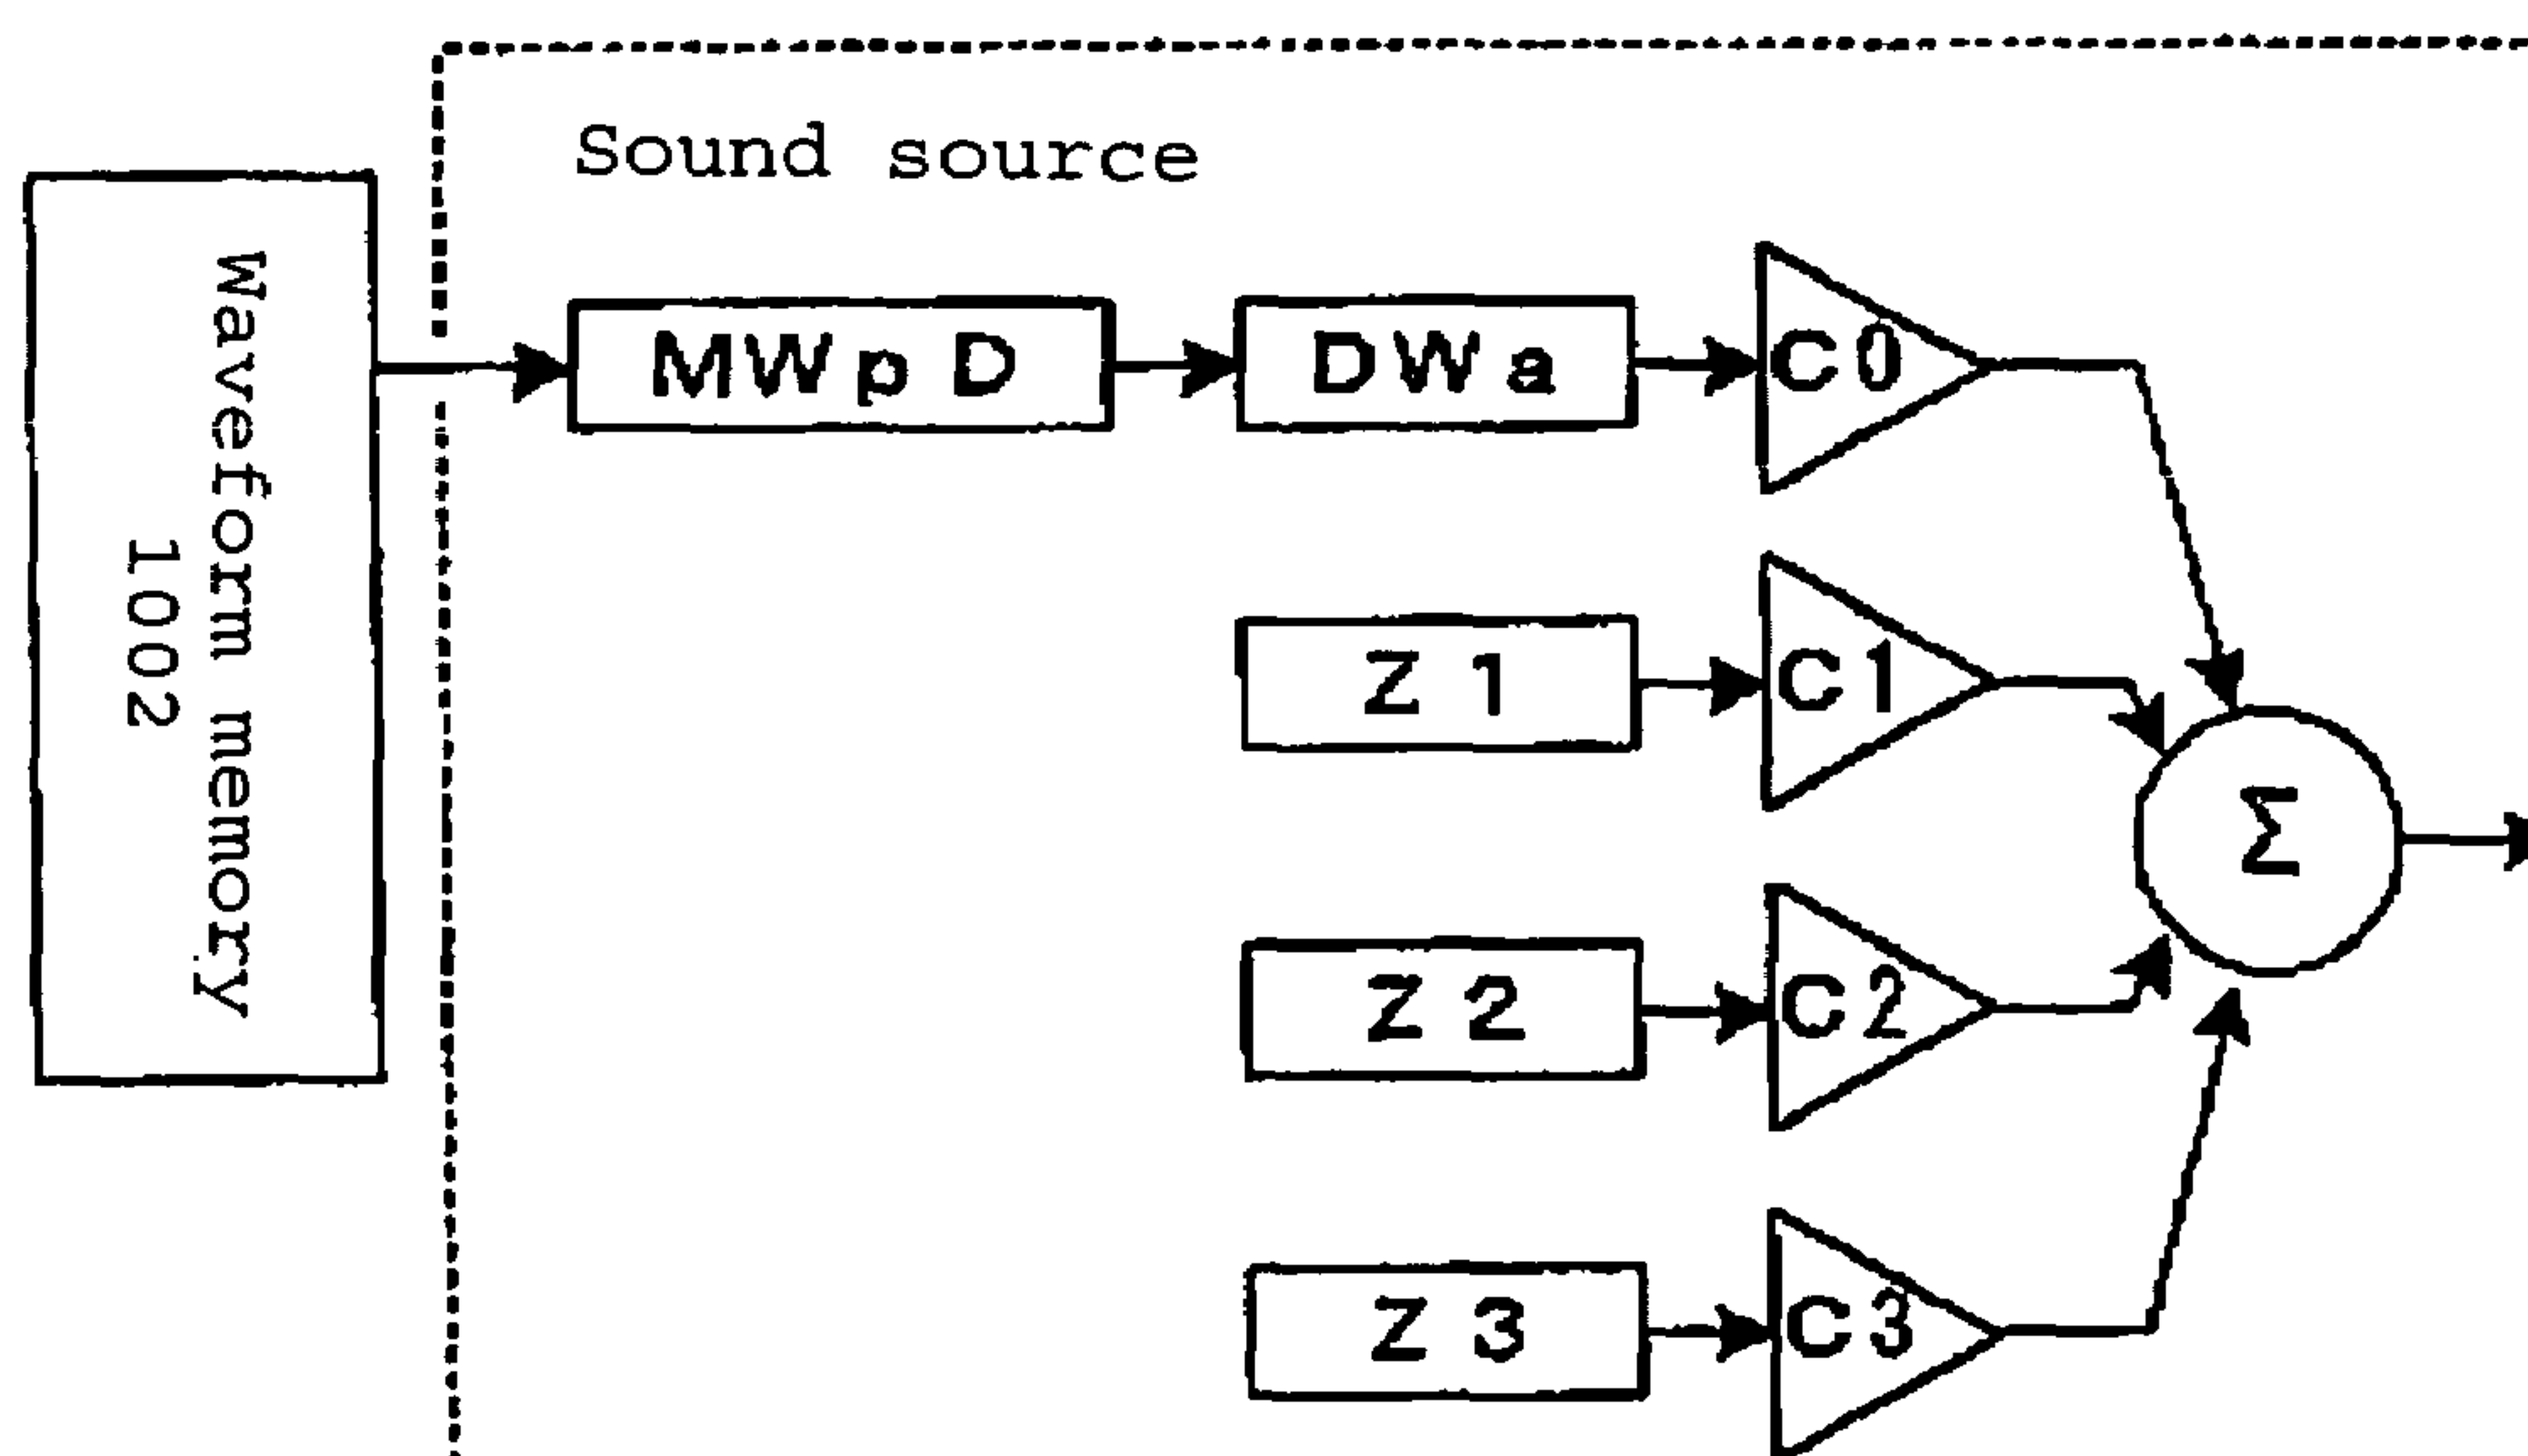 Sound source
Waveform memory
1002
MWpD
DWa
C0
Z1
C1
Σ
Z2
C2
Z3
C3